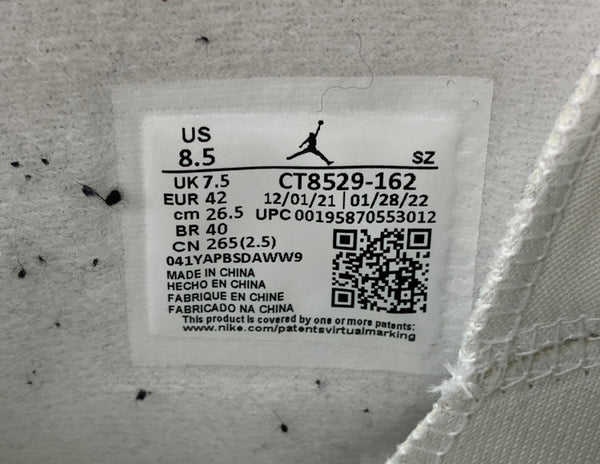 US
8.5
SZ
UK 7.5
CT8529-162
EUR 42
12/01/21 | 01/28/22
cm 26.5
UPC 00195870553012
BR 40
CN 265(2.5)
041YAPBSDAWW9
MADE IN CHINA
HECHO EN CHINA
FABRIQUE EN CHINE
FABRICADO NA CHINA
This product is covered by one or more patents:
www.nike.com/patentsvirtualmarking